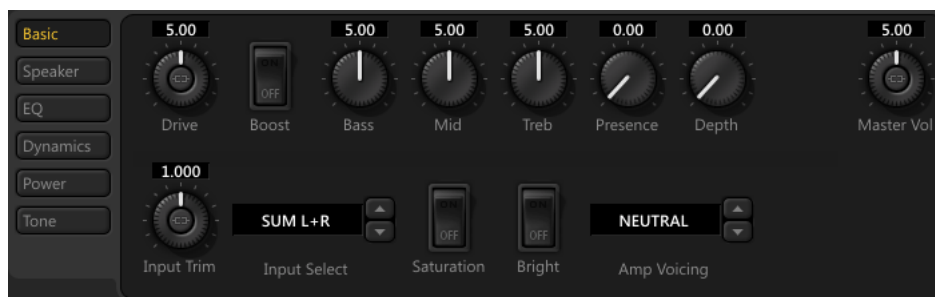 Basic
Speaker
EQ
Dynamics
Power
Tone
5.00 5.00 5.00 5.00 0.00 0.00 5.00
ON
OFF
Drive Boost Bass Mid Treb Presence Depth Master Vol
1.000
SUM L+R
ON ON
OFF OFF
NEUTRAL
Input Trim Input Select Saturation Bright Amp Voicing